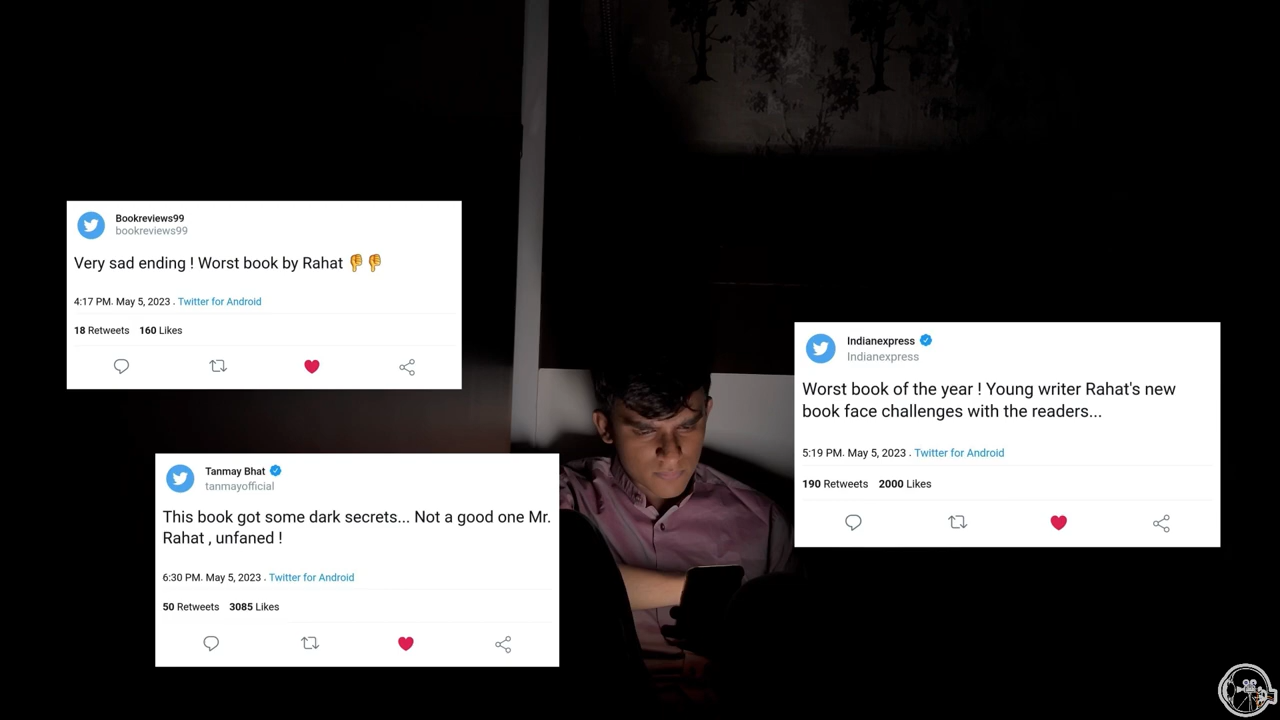 Bookreviews99
bookreviews99
Very sad ending ! Worst book by Rahat 👎👎
4:17 PM. May 5, 2023 . Twitter for Android
18 Retweets 160 Likes
Tanmay Bhat
tanmayofficial
This book got some dark secrets... Not a good one Mr.
Rahat , unfaned !
6:30 PM. May 5, 2023 . Twitter for Android
50 Retweets 3085 Likes
Indianexpress
Indianexpress
Worst book of the year ! Young writer Rahat's new
book face challenges with the readers...
5:19 PM. May 5, 2023 . Twitter for Android
190 Retweets 2000 Likes